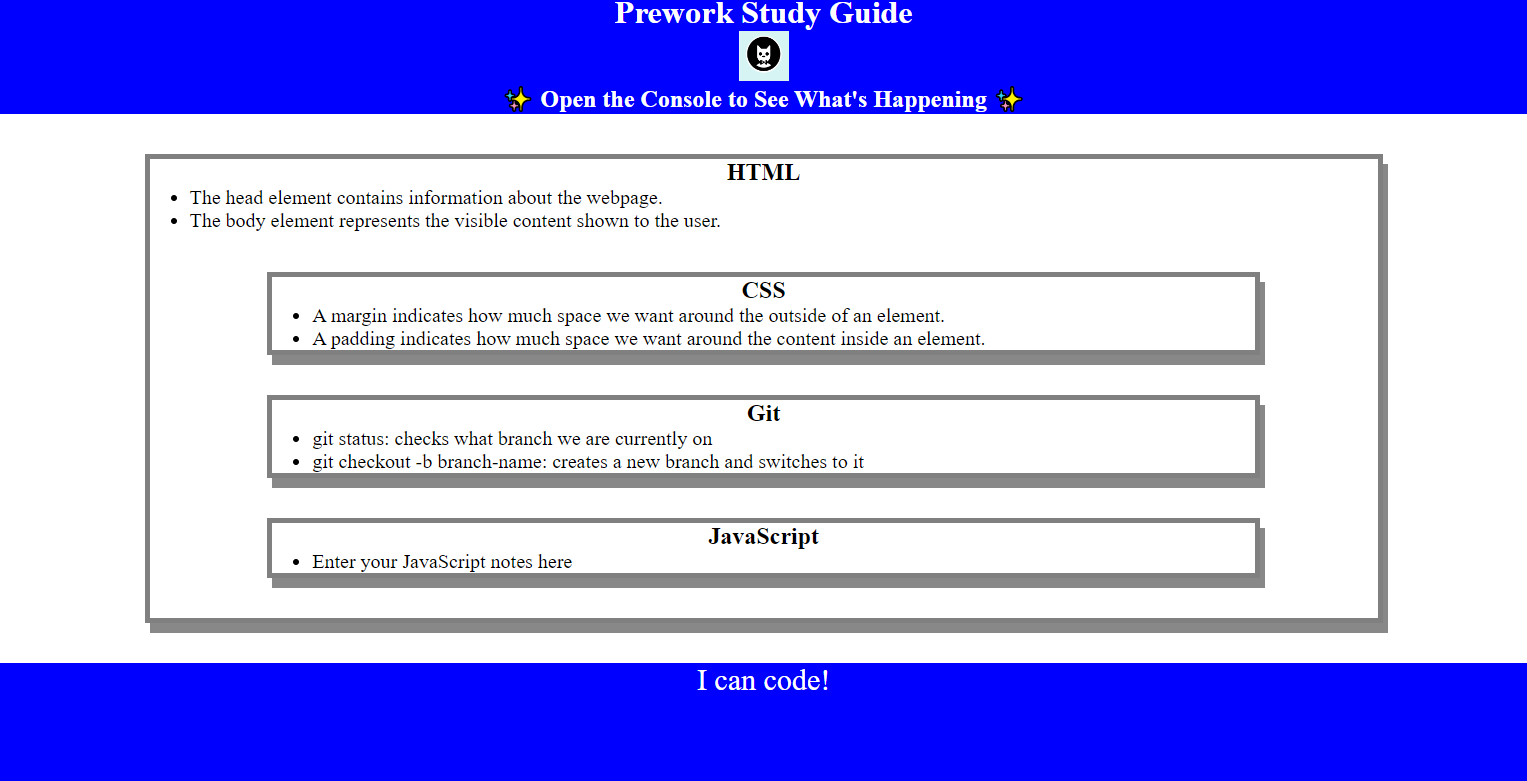 Prework Study Guide
✨ Open the Console to See What's Happening ✨
HTML
• The head element contains information about the webpage.
• The body element represents the visible content shown to the user.
CSS
• A margin indicates how much space we want around the outside of an element.
• A padding indicates how much space we want around the content inside an element.
Git
• git status: checks what branch we are currently on
• git checkout -b branch-name: creates a new branch and switches to it
JavaScript
• Enter your JavaScript notes here
I can code!